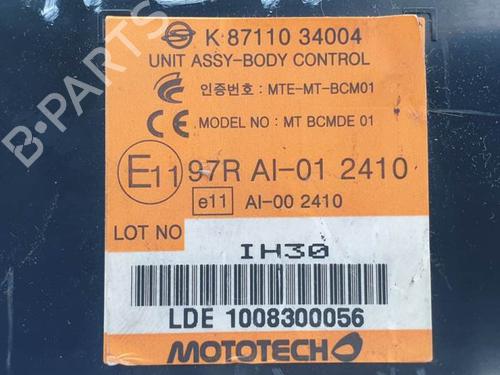 K 87110 34004
UNIT ASSY-BODY CONTROL
인증번호 : MTE-MT-BCM01
CE MODEL NO : MT BCMDE 01
E11 97R AI-01 2410
e11 AI-00 2410
LOT NO
IH30
LDE 1008300056
MOTOTECH
B-PARTS